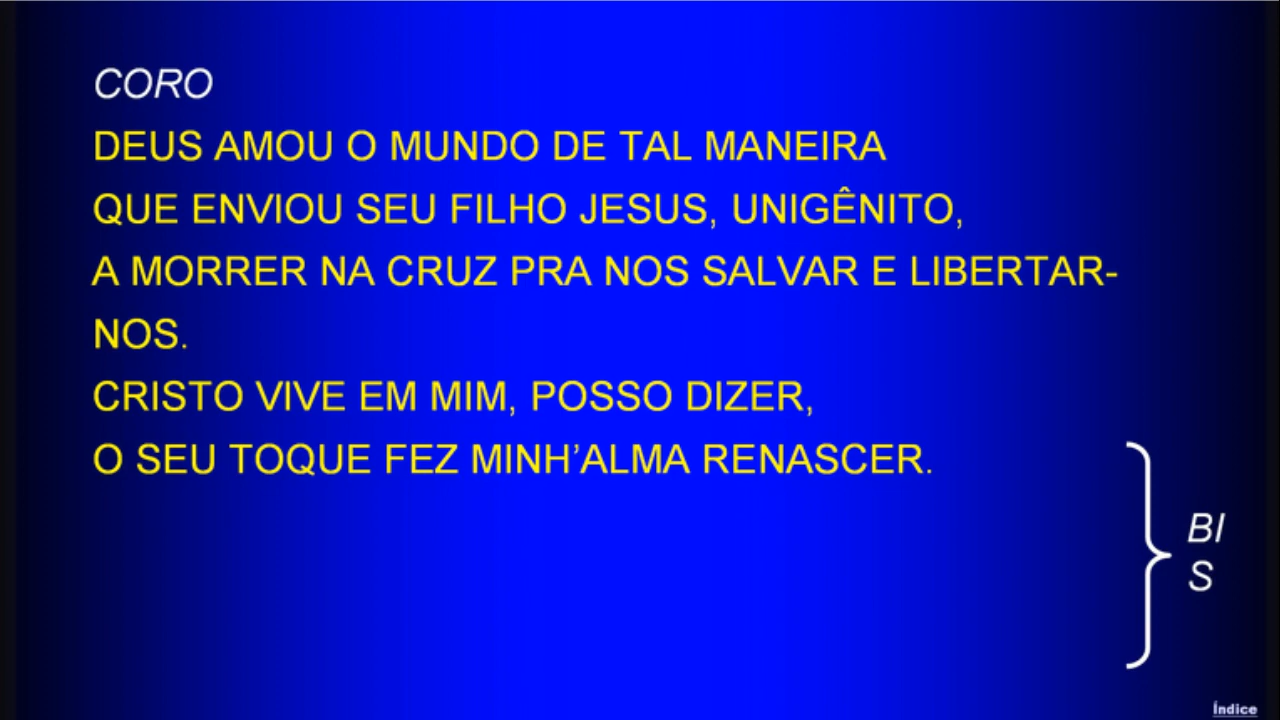 CORO
DEUS AMOU O MUNDO DE TAL MANEIRA
QUE ENVIOU SEU FILHO JESUS, UNIGÊNITO,
A MORRER NA CRUZ PRA NOS SALVAR E LIBERTAR-
NOS.
CRISTO VIVE EM MIM, POSSO DIZER,
O SEU TOQUE FEZ MINH’ALMA RENASCER.
BI
S
Índice